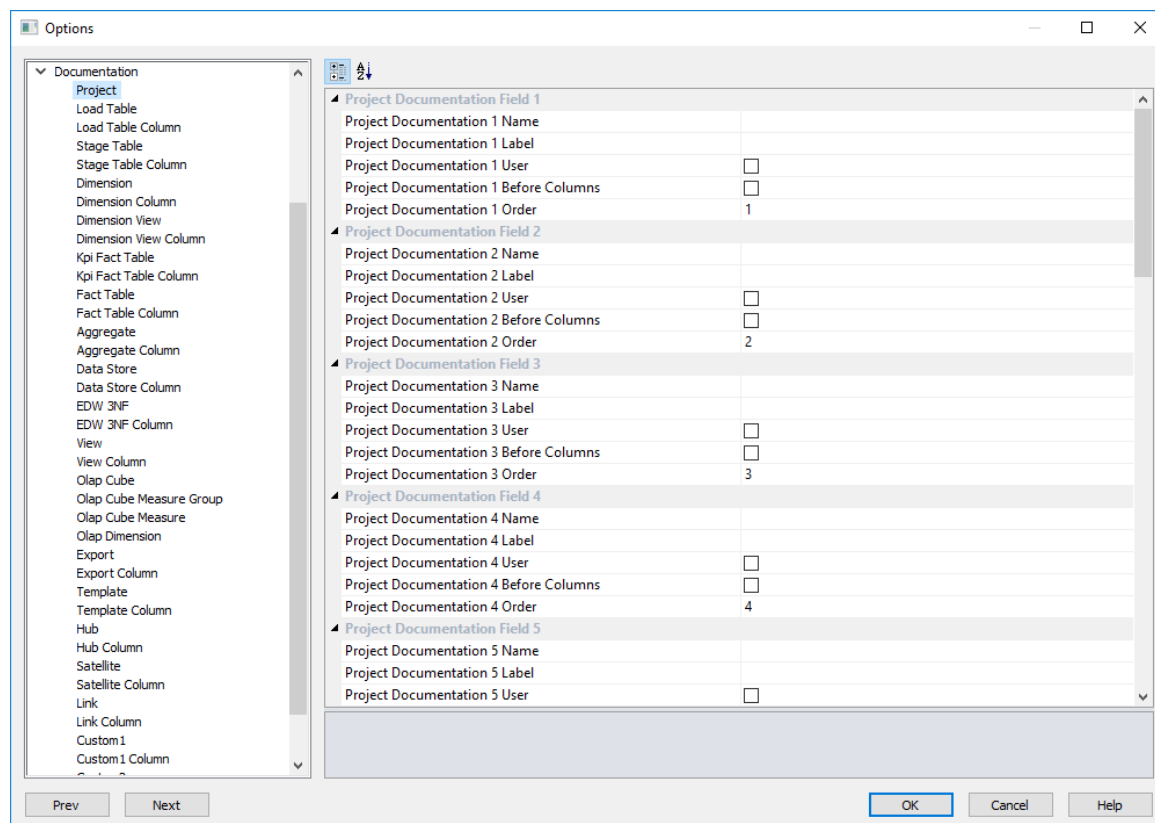 Options
Documentation
Project
Load Table
Load Table Column
Stage Table
Stage Table Column
Dimension
Dimension Column
Dimension View
Dimension View Column
Kpi Fact Table
Kpi Fact Table Column
Fact Table
Fact Table Column
Aggregate
Aggregate Column
Data Store
Data Store Column
EDW 3NF
EDW 3NF Column
View
View Column
Olap Cube
Olap Cube Measure Group
Olap Cube Measure
Olap Dimension
Export
Export Column
Template
Template Column
Hub
Hub Column
Satellite
Satellite Column
Link
Link Column
Custom1
Custom1 Column
Project Documentation Field 1
Project Documentation 1 Name
Project Documentation 1 Label
Project Documentation 1 User
Project Documentation 1 Before Columns
Project Documentation 1 Order 1
Project Documentation Field 2
Project Documentation 2 Name
Project Documentation 2 Label
Project Documentation 2 User
Project Documentation 2 Before Columns
Project Documentation 2 Order 2
Project Documentation Field 3
Project Documentation 3 Name
Project Documentation 3 Label
Project Documentation 3 User
Project Documentation 3 Before Columns
Project Documentation 3 Order 3
Project Documentation Field 4
Project Documentation 4 Name
Project Documentation 4 Label
Project Documentation 4 User
Project Documentation 4 Before Columns
Project Documentation 4 Order 4
Project Documentation Field 5
Project Documentation 5 Name
Project Documentation 5 Label
Project Documentation 5 User
Prev Next OK Cancel Help